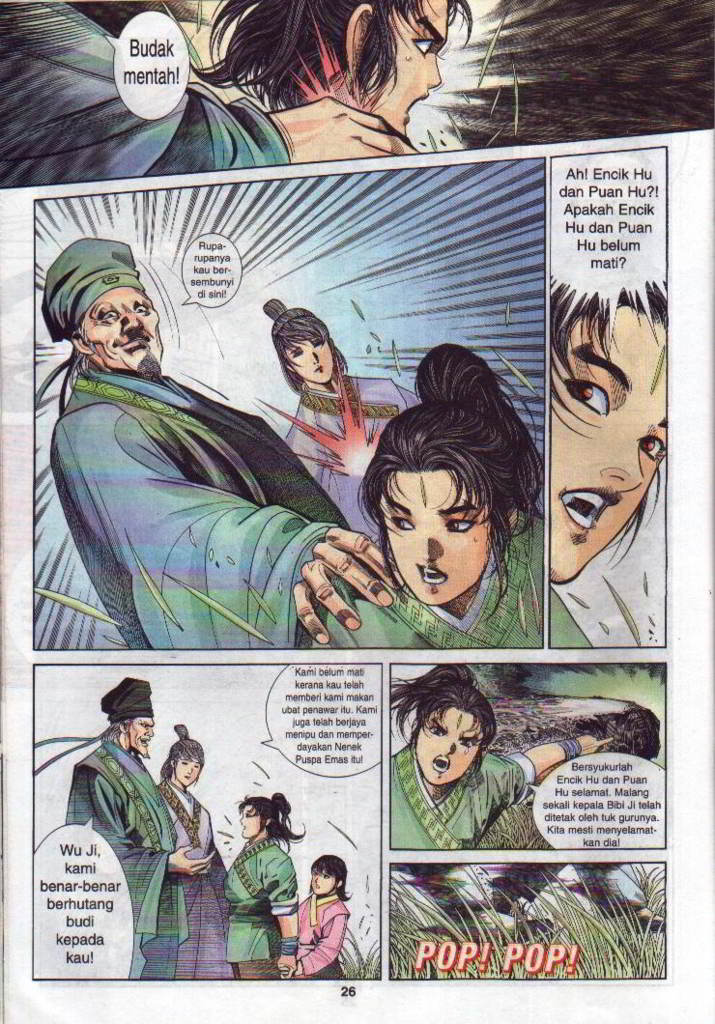 Budak
mentah!
Rupa-
rupanya
kau ber-
sembunyi
di sini!
Ah! Encik Hu
dan Puan Hu?!
Apakah Encik
Hu dan Puan
Hu belum
mati?
Kami belum mati
kerana kau telah
memberi kami makan
ubat penawar itu. Kami
juga telah berjaya
menipu dan memper-
dayakan Nenek
Puspa Emas itu!
Wu Ji,
kami
benar-benar
berhutang
budi
kepada
kau!
Bersyukurlah
Encik Hu dan Puan
Hu selamat. Malang
sekali kepala Bibi Ji telah
ditetak oleh tuk gurunya.
Kita mesti menyelamat-
kan dia!
POP! POP!
26